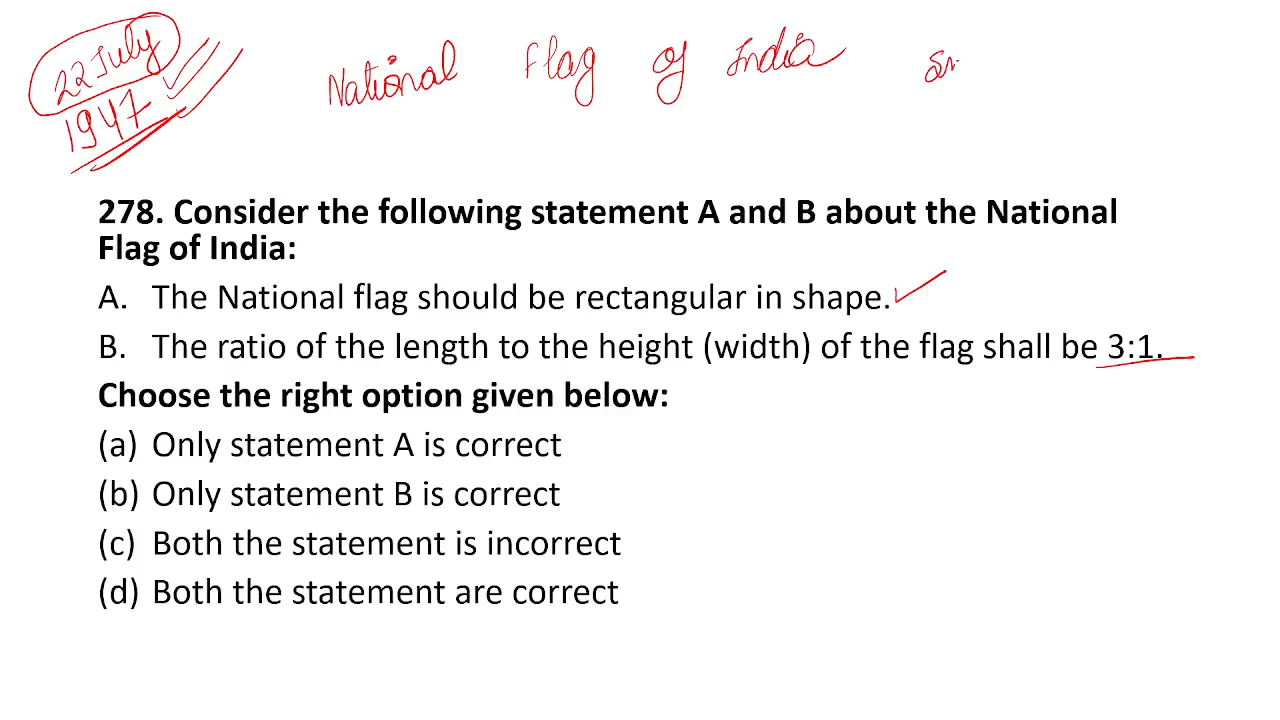 22 July
1947
National Flag of India
278. Consider the following statement A and B about the National
Flag of India:
A. The National flag should be rectangular in shape.
B. The ratio of the length to the height (width) of the flag shall be 3:1.
Choose the right option given below:
(a) Only statement A is correct
(b) Only statement B is correct
(c) Both the statement is incorrect
(d) Both the statement are correct